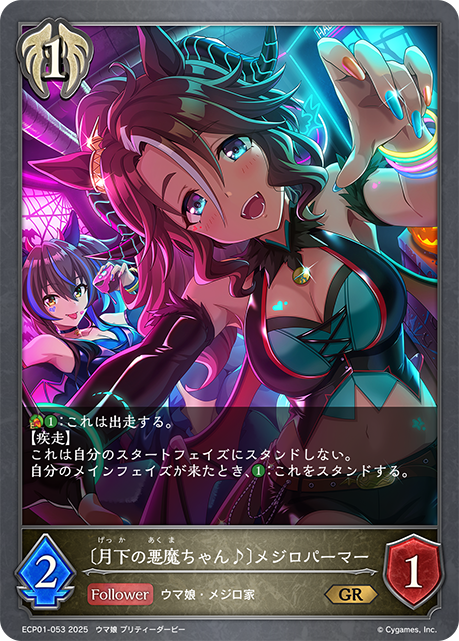 1
1：これは出走する。
【疾走】
これは自分のスタートフェイズにスタンドしない。
自分のメインフェイズが来たとき、1：これをスタンドする。
げっか あくま
〔月下の悪魔ちゃん♪〕メジロパーマー
2
Follower ウマ娘・メジロ家 GR
1
ECP01-053 2025 ウマ娘 プリティーダービー © Cygames, Inc.